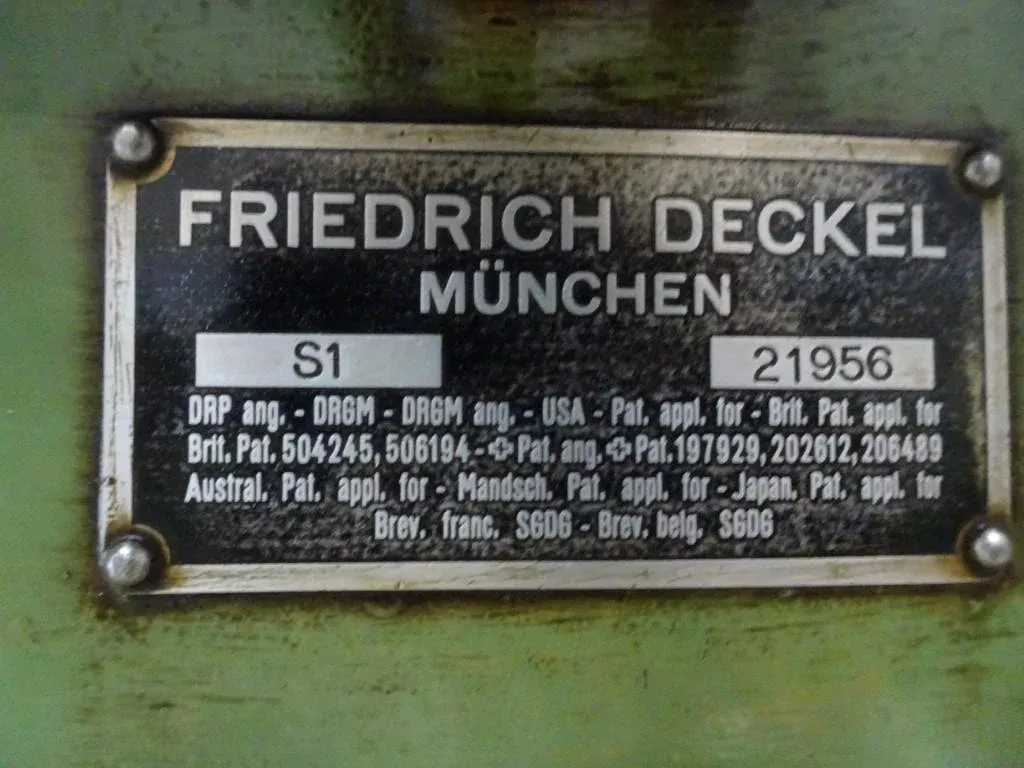 FRIEDRICH DECKEL
MÜNCHEN
S1 21956
DRP ang. - DRGM - DRGM ang. - USA - Pat. appl. for - Brit. Pat. appl. for
Brit. Pat. 504245, 506194 - ✚ Pat. ang. ✚ Pat. 197929, 202612, 206489
Austral. Pat. appl. for - Mandsch. Pat. appl. for - Japan. Pat. appl. for
Brev. franc. SGDG - Brev. belg. SGDG